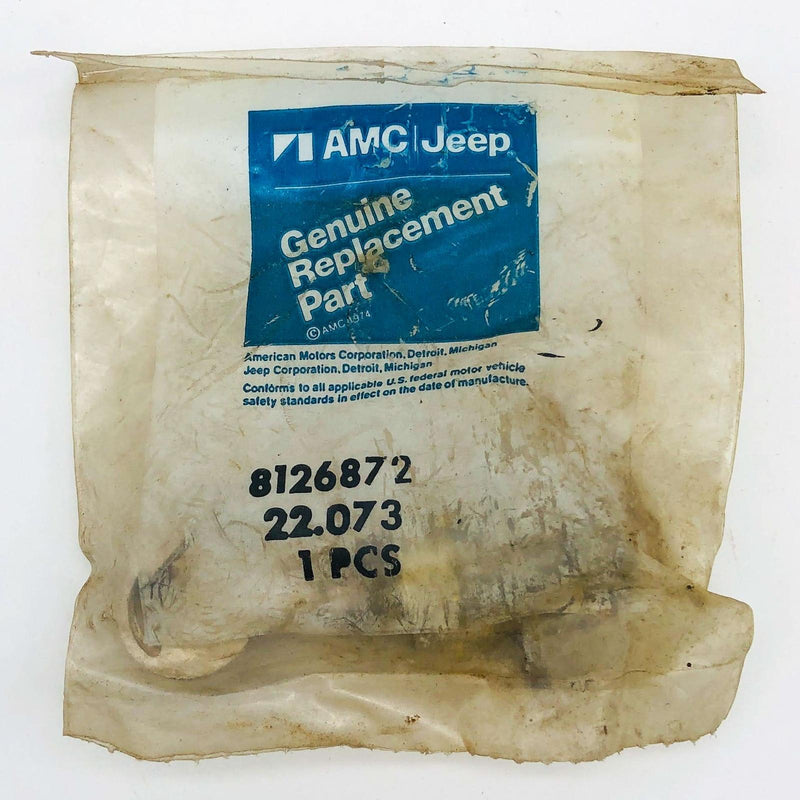 AMC Jeep
Genuine
Replacement
Part
© AMC 1974
American Motors Corporation, Detroit, Michigan
Jeep Corporation, Detroit, Michigan
Conforms to all applicable U.S. federal motor vehicle
safety standards in effect on the date of manufacture.
8126872
22.073
1 PCS